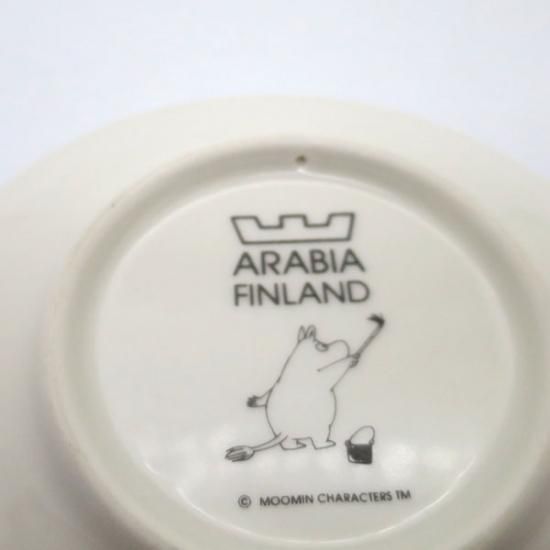 ARABIA
FINLAND
© MOOMIN CHARACTERS TM